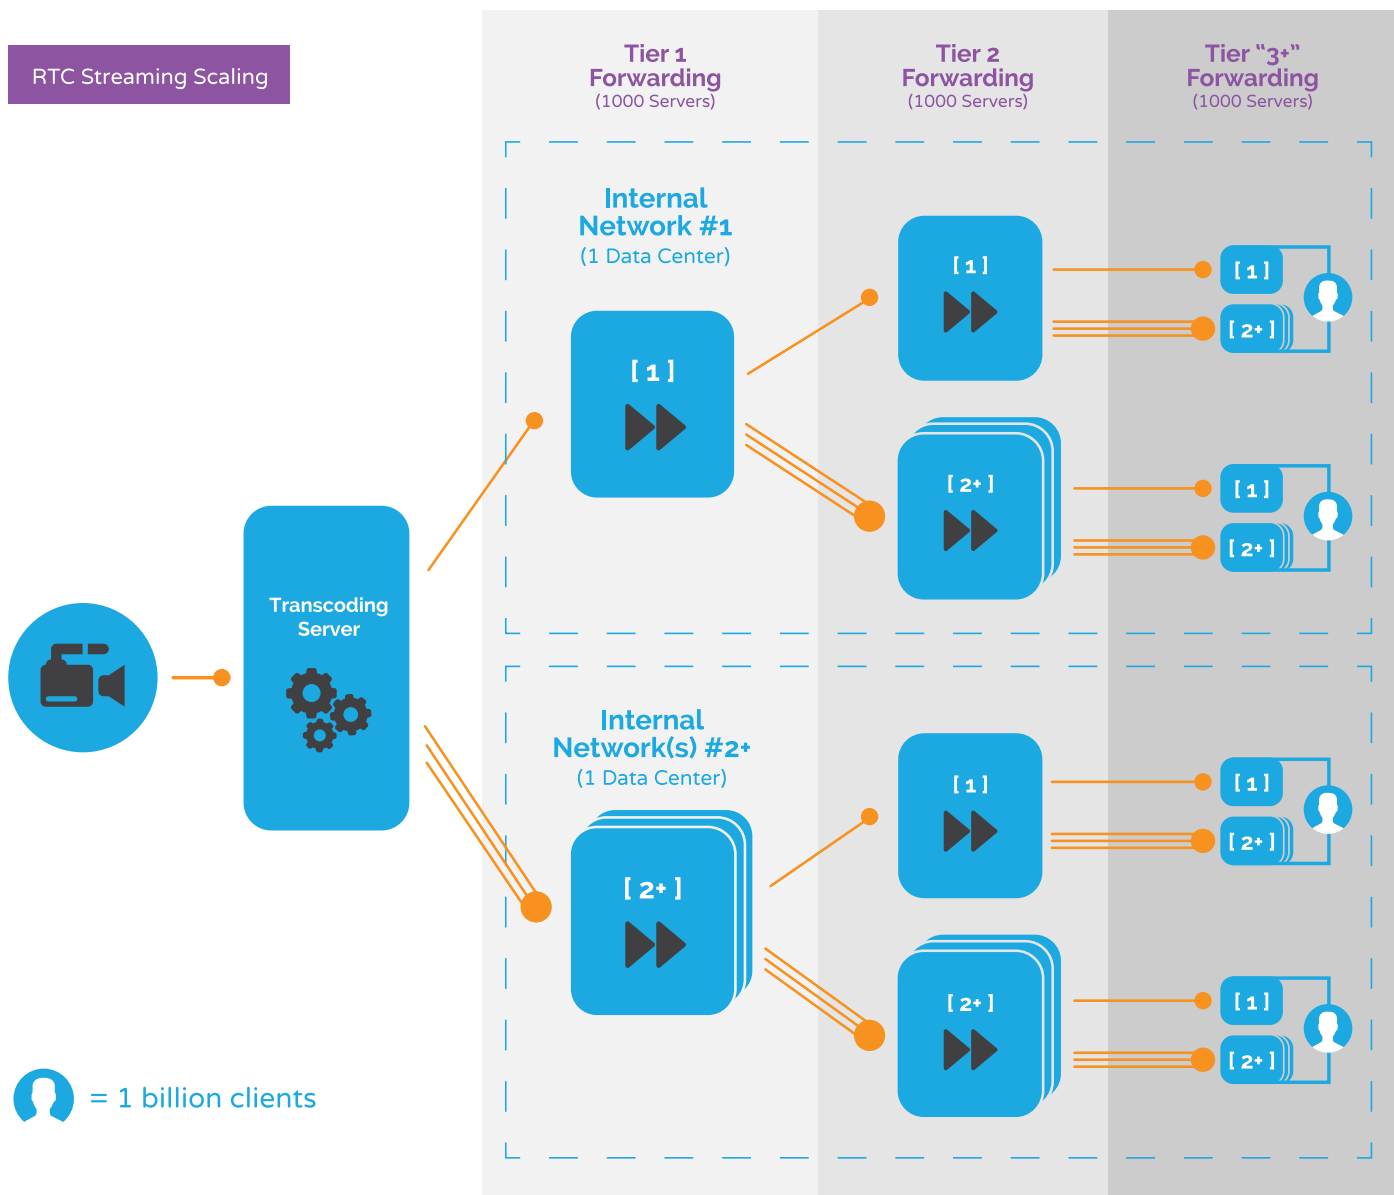 RTC Streaming Scaling
Tier 1
Forwarding
(1000 Servers)
Tier 2
Forwarding
(1000 Servers)
Tier “3+”
Forwarding
(1000 Servers)
Internal
Network #1
(1 Data Center)
[ 1 ]
[ 1 ]
[ 1 ]
[ 2+ ]
[ 2+ ]
[ 1 ]
[ 2+ ]
Transcoding
Server
Internal
Network(s) #2+
(1 Data Center)
[ 2+ ]
[ 1 ]
[ 1 ]
[ 2+ ]
[ 2+ ]
[ 1 ]
[ 2+ ]
= 1 billion clients